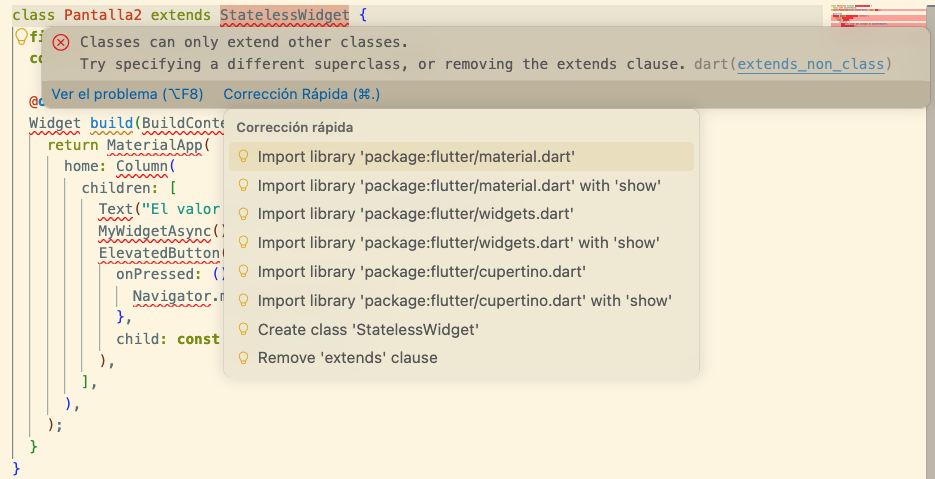 class Pantalla2 extends StatelessWidget {
Classes can only extend other classes.
Try specifying a different superclass, or removing the extends clause. dart(extends_non_class)
Ver el problema (⌥F8) Corrección Rápida (⌘.)
Widget build(BuildConte
return MaterialApp(
home: Column(
children: [
Text("El valor
MyWidgetAsync()
ElevatedButton(
onPressed: ()
Navigator.
},
child: const
),
],
),
);
}
}
Corrección rápida
Import library 'package:flutter/material.dart'
Import library 'package:flutter/material.dart' with 'show'
Import library 'package:flutter/widgets.dart'
Import library 'package:flutter/widgets.dart' with 'show'
Import library 'package:flutter/cupertino.dart'
Import library 'package:flutter/cupertino.dart' with 'show'
Create class 'StatelessWidget'
Remove 'extends' clause